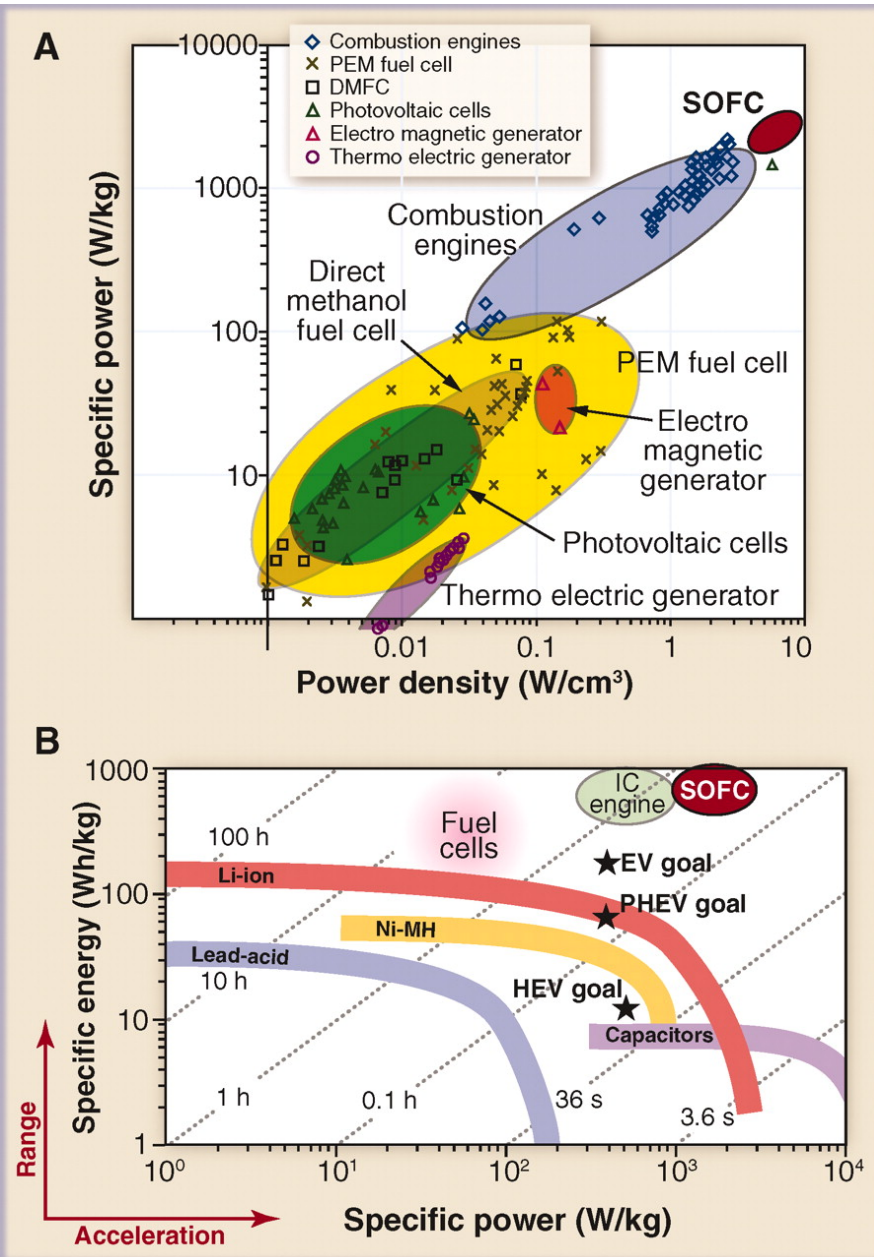 A
Combustion engines
PEM fuel cell
DMFC
Photovoltaic cells
Electro magnetic generator
Thermo electric generator
10000
1000
100
10
Specific power (W/kg)
SOFC
Combustion
engines
Direct
methanol
fuel cell
PEM fuel cell
Electro
magnetic
generator
Photovoltaic cells
Thermo electric generator
0.01
0.1
1
10
Power density (W/cm³)
B
1000
100
10
1
Specific energy (Wh/kg)
IC
engine
SOFC
Fuel
cells
100 h
EV goal
Li-ion
PHEV goal
Ni-MH
Lead-acid
10 h
HEV goal
Capacitors
1 h
0.1 h
36 s
3.6 s
10⁰
10¹
10²
10³
10⁴
Specific power (W/kg)
Range
Acceleration